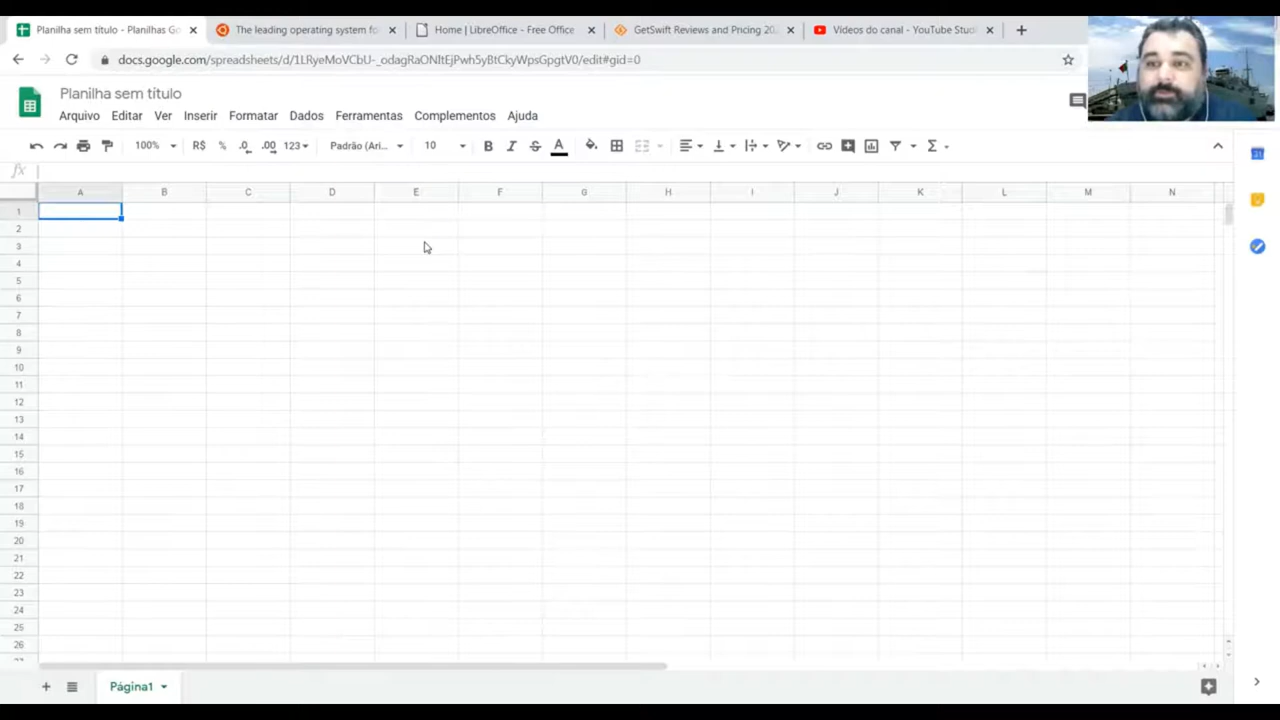 Planilha sem título - Planilhas Go
The leading operating system fo
Home | LibreOffice - Free Office
GetSwift Reviews and Pricing 20
Vídeos do canal - YouTube Studi
docs.google.com/spreadsheets/d/1LRyeMoVCbU-_odagRaONItEjPwh5yBtCkyWpsGpgtV0/edit#gid=0
Planilha sem título
Arquivo Editar Ver Inserir Formatar Dados Ferramentas Complementos Ajuda
100% R$ % .0 .00 123 Padrão (Ari... 10 B I S A Σ
fx
A B C D E F G H I J K L M N
1
2
3
4
5
6
7
8
9
10
11
12
13
14
15
16
17
18
19
20
21
22
23
24
25
26
Página1
31